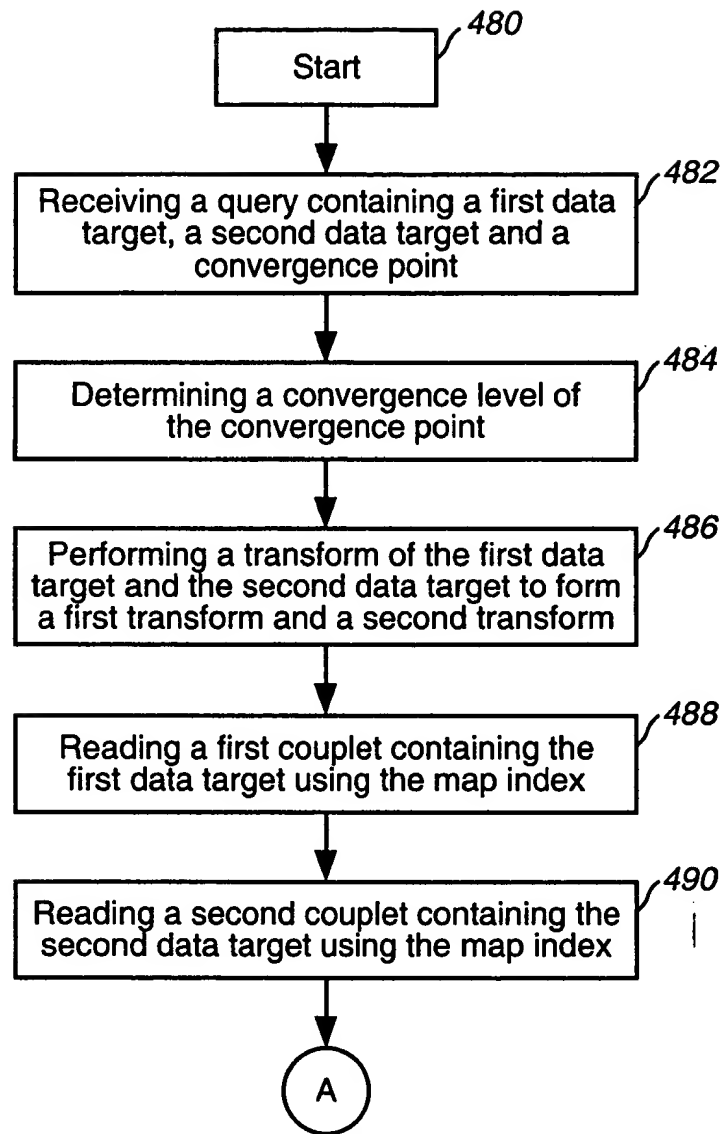 480
Start
482
Receiving a query containing a first data
target, a second data target and a
convergence point
484
Determining a convergence level of
the convergence point
486
Performing a transform of the first data
target and the second data target to form
a first transform and a second transform
488
Reading a first couplet containing the
first data target using the map index
490
Reading a second couplet containing the
second data target using the map index
A